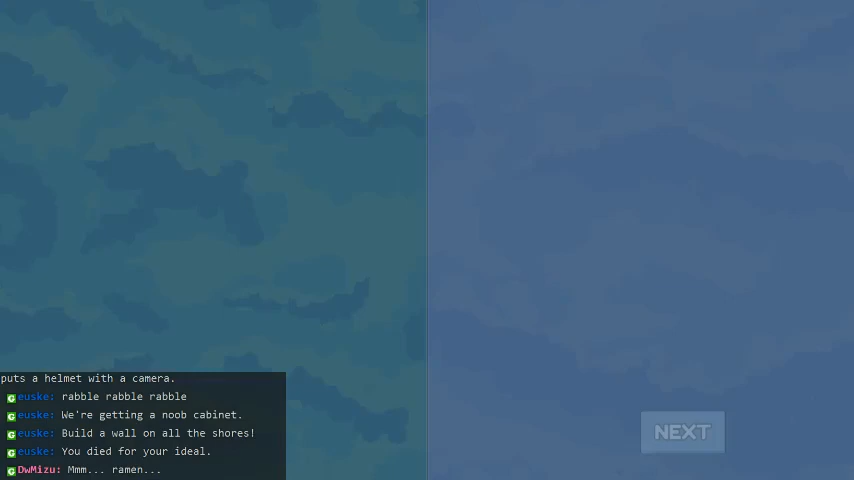 puts a helmet with a camera.
G euske: rabble rabble rabble
G euske: We're getting a noob cabinet.
G euske: Build a wall on all the shores!
G euske: You died for your ideal.
G DwMizu: Mmm... ramen...
NEXT